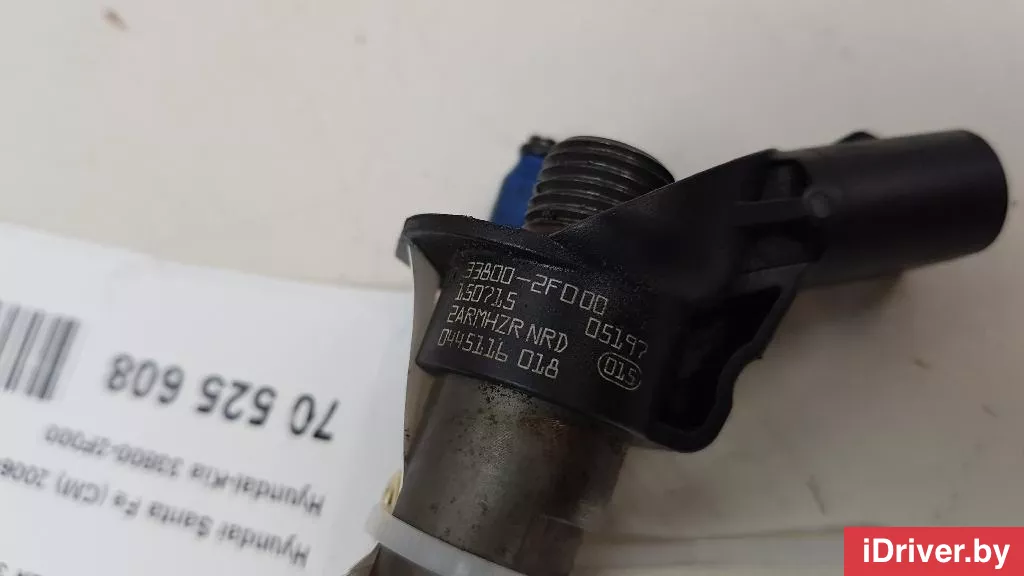 33800-2F000
150715 05197
2ARMHZR NRD
0445116 018 015
70 525 608
Hyundai-Kia 33800-2F000
Hyundai Santa Fe (CM) 2006
iDriver.by